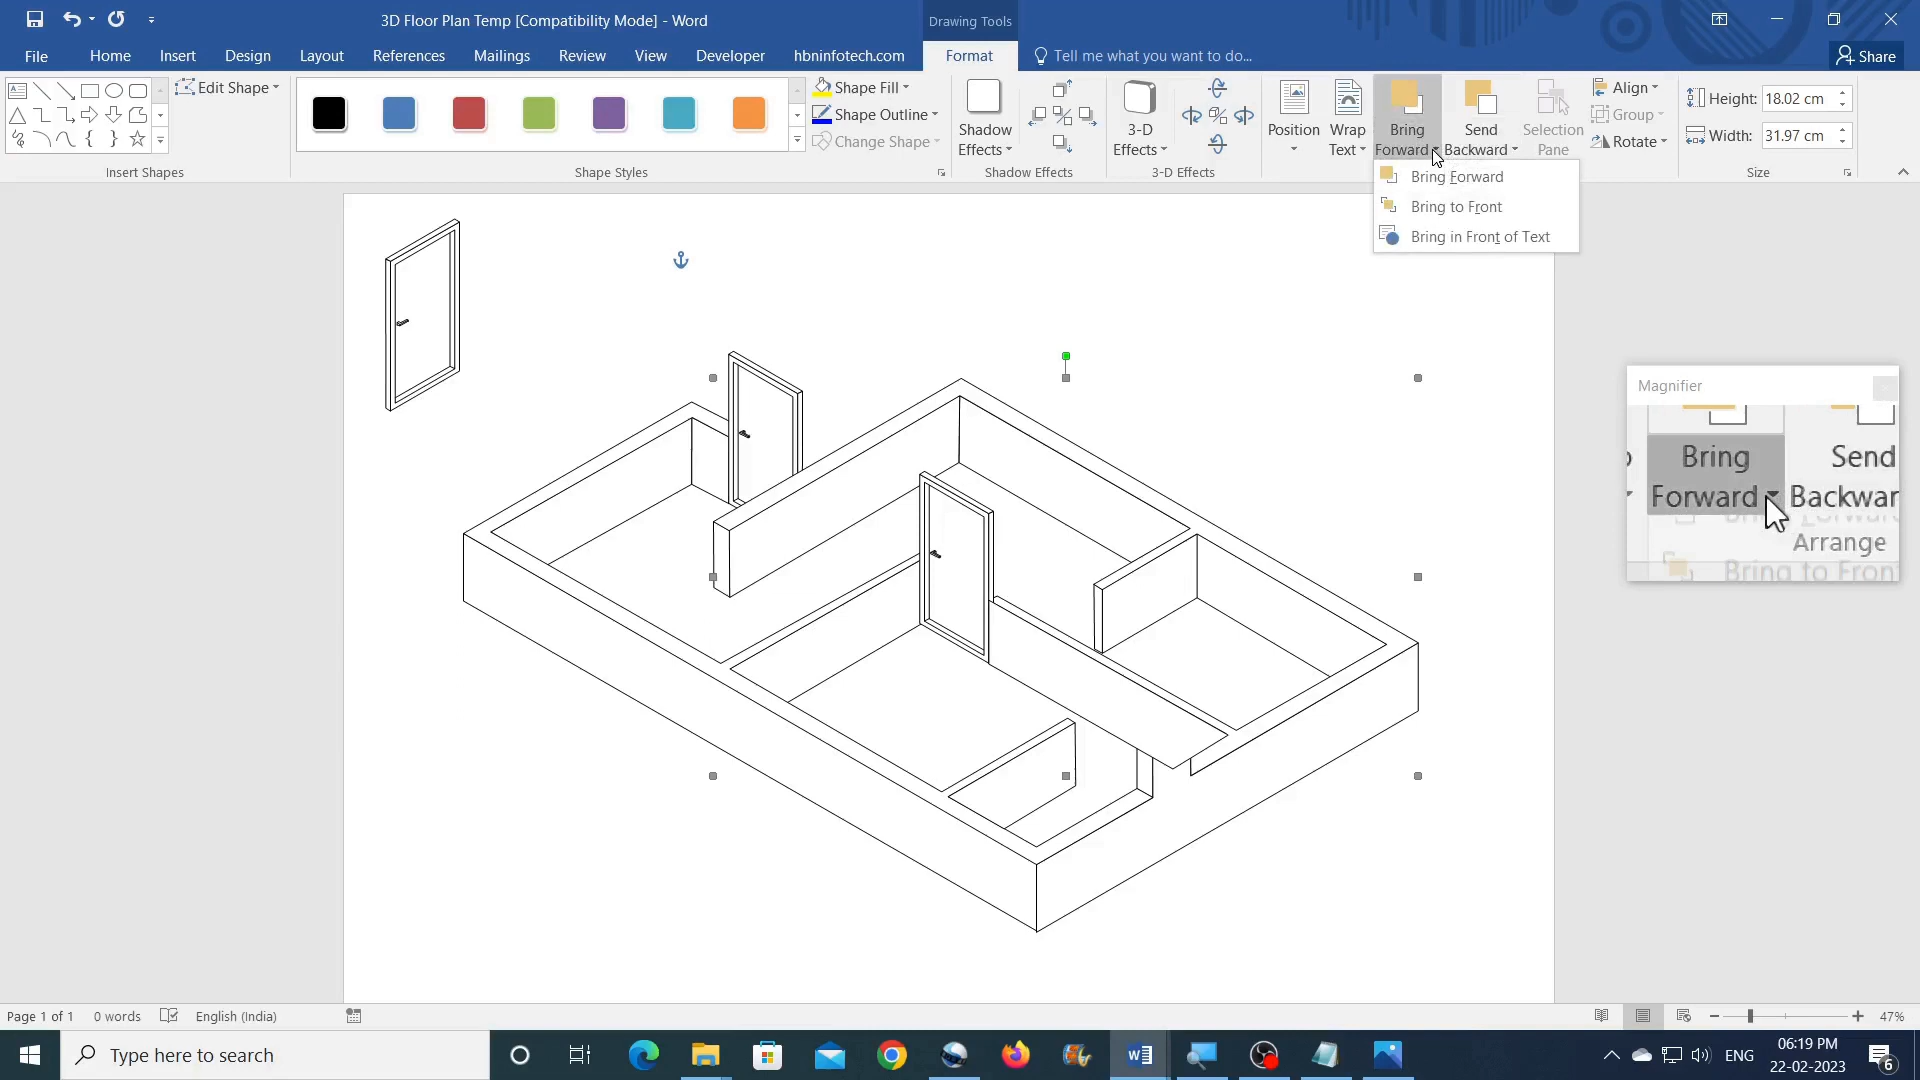 3D Floor Plan Temp [Compatibility Mode] - Word
Drawing Tools
File Home Insert Design Layout References Mailings Review View Developer hbninfotech.com Format Tell me what you want to do... Share
Edit Shape
Shape Fill
Shape Outline
Change Shape
Shadow
Effects
3-D
Effects
Position
Wrap
Text
Bring
Forward
Send
Backward
Selection
Pane
Align
Group
Rotate
Height: 18.02 cm
Width: 31.97 cm
Insert Shapes
Shape Styles
Shadow Effects
3-D Effects
Size
Bring Forward
Bring to Front
Bring in Front of Text
Magnifier
Bring
Forward
Send
Backwar
Arrange
Bring to Fron
Page 1 of 1 0 words English (India)
47%
Type here to search
ENG
06:19 PM
22-02-2023
6